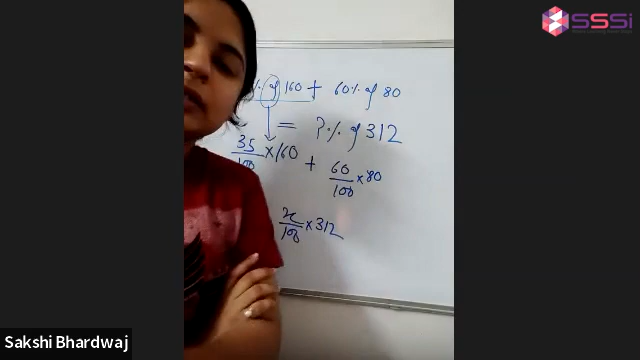 SSSi
% of 160 + 60% of 80
= ?% of 312
35/100 × 160 + 60/100 × 80
x/100 × 312
Sakshi Bhardwaj